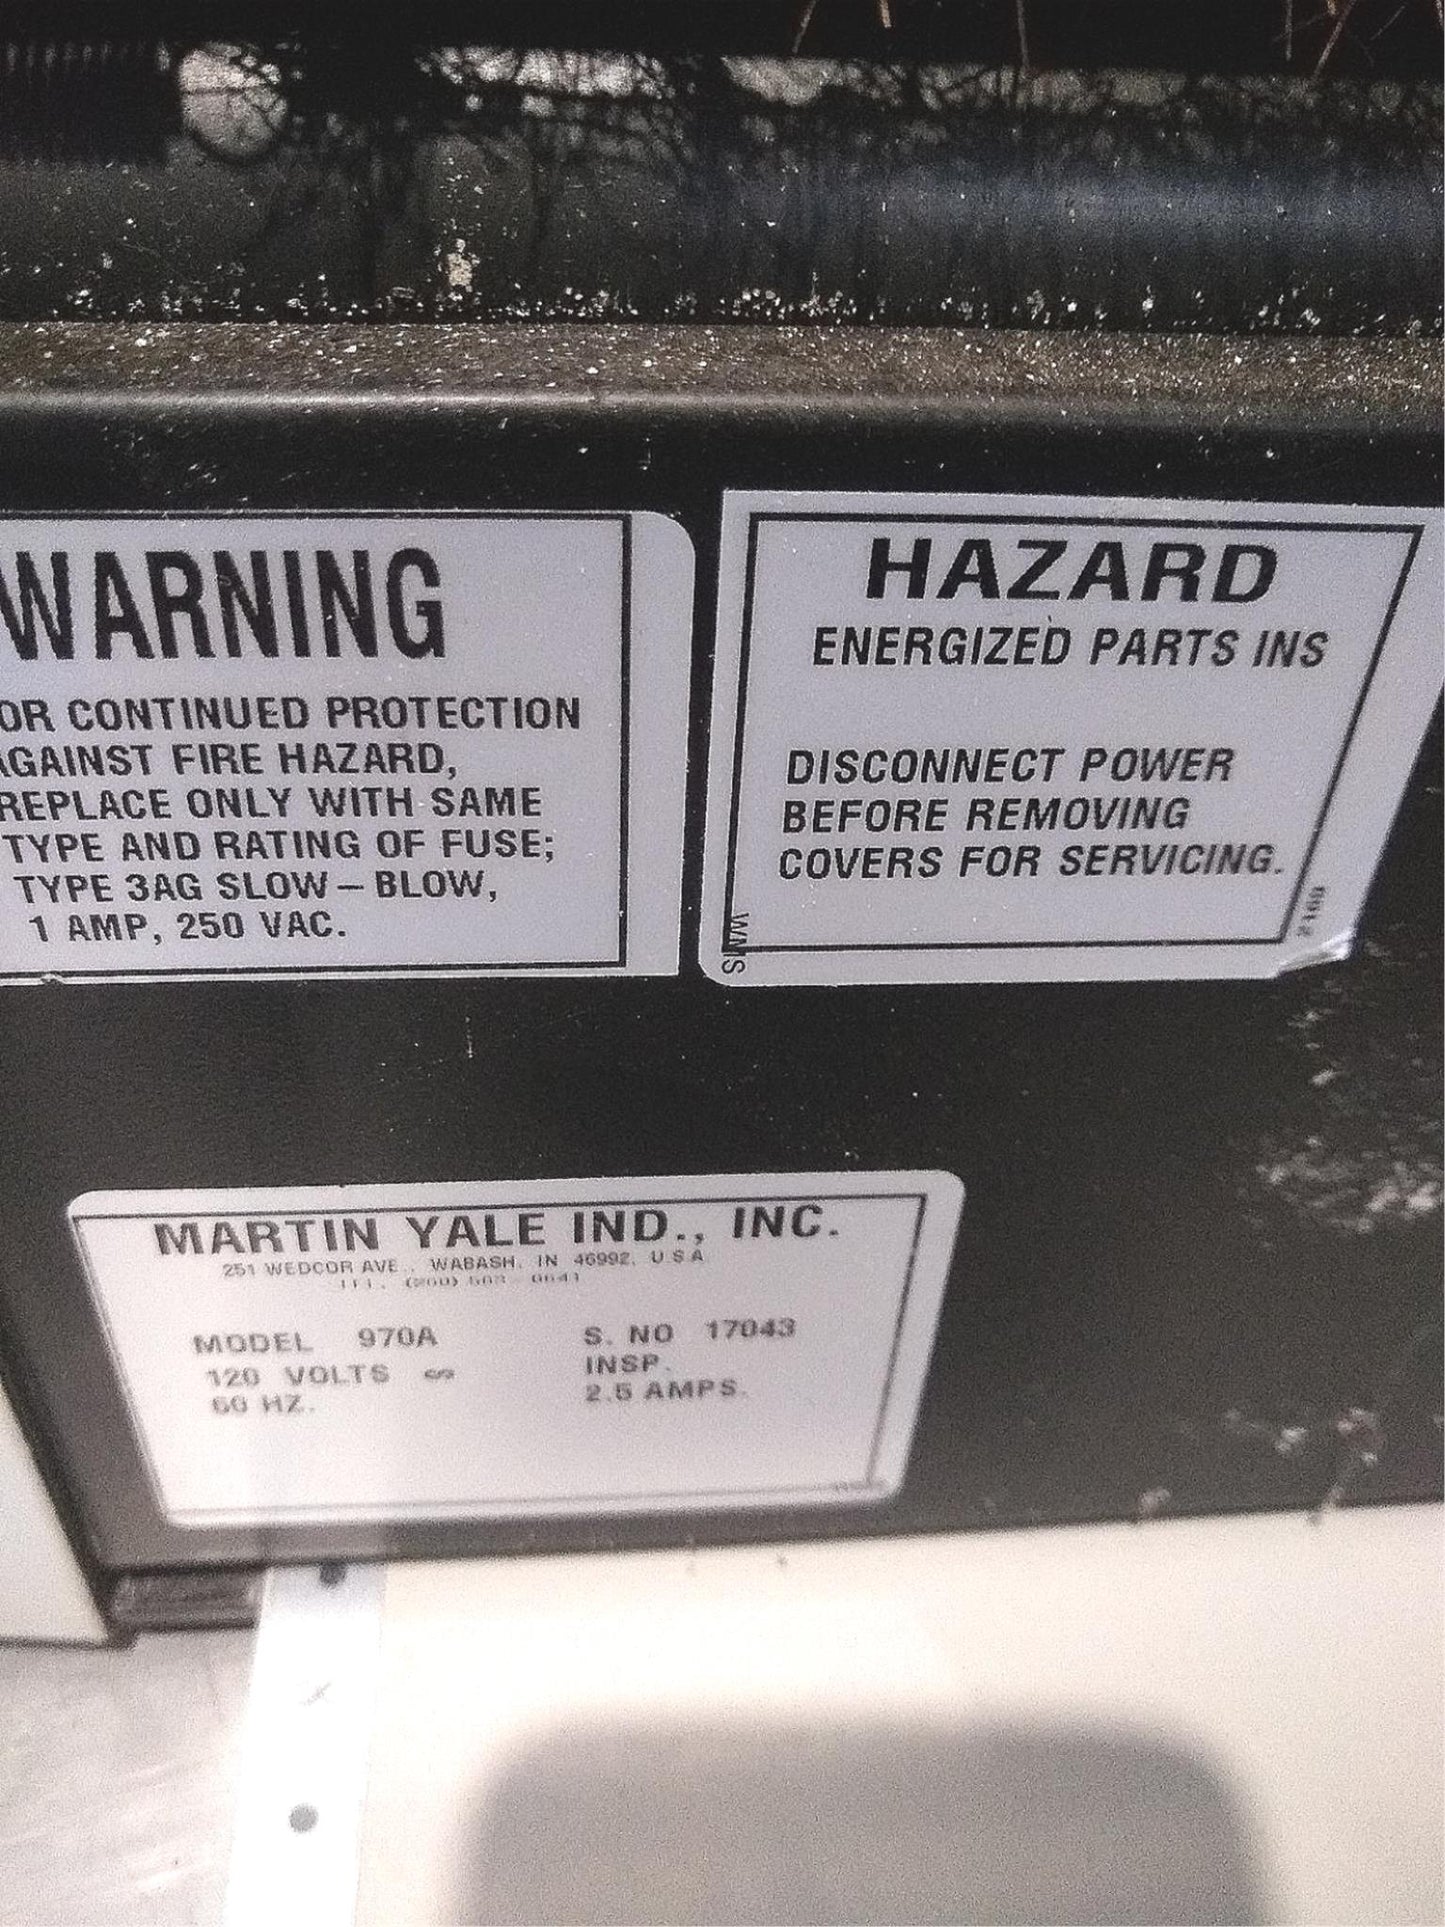 WARNING
OR CONTINUED PROTECTION
AGAINST FIRE HAZARD,
REPLACE ONLY WITH SAME
TYPE AND RATING OF FUSE;
TYPE 3AG SLOW – BLOW,
1 AMP, 250 VAC.
HAZARD
ENERGIZED PARTS INS
DISCONNECT POWER
BEFORE REMOVING
COVERS FOR SERVICING.
MARTIN YALE IND., INC.
251 WEDCOR AVE., WABASH, IN 46992, U.S.A
MODEL 970A
S. NO 17043
120 VOLTS
INSP.
60 HZ.
2.5 AMPS.